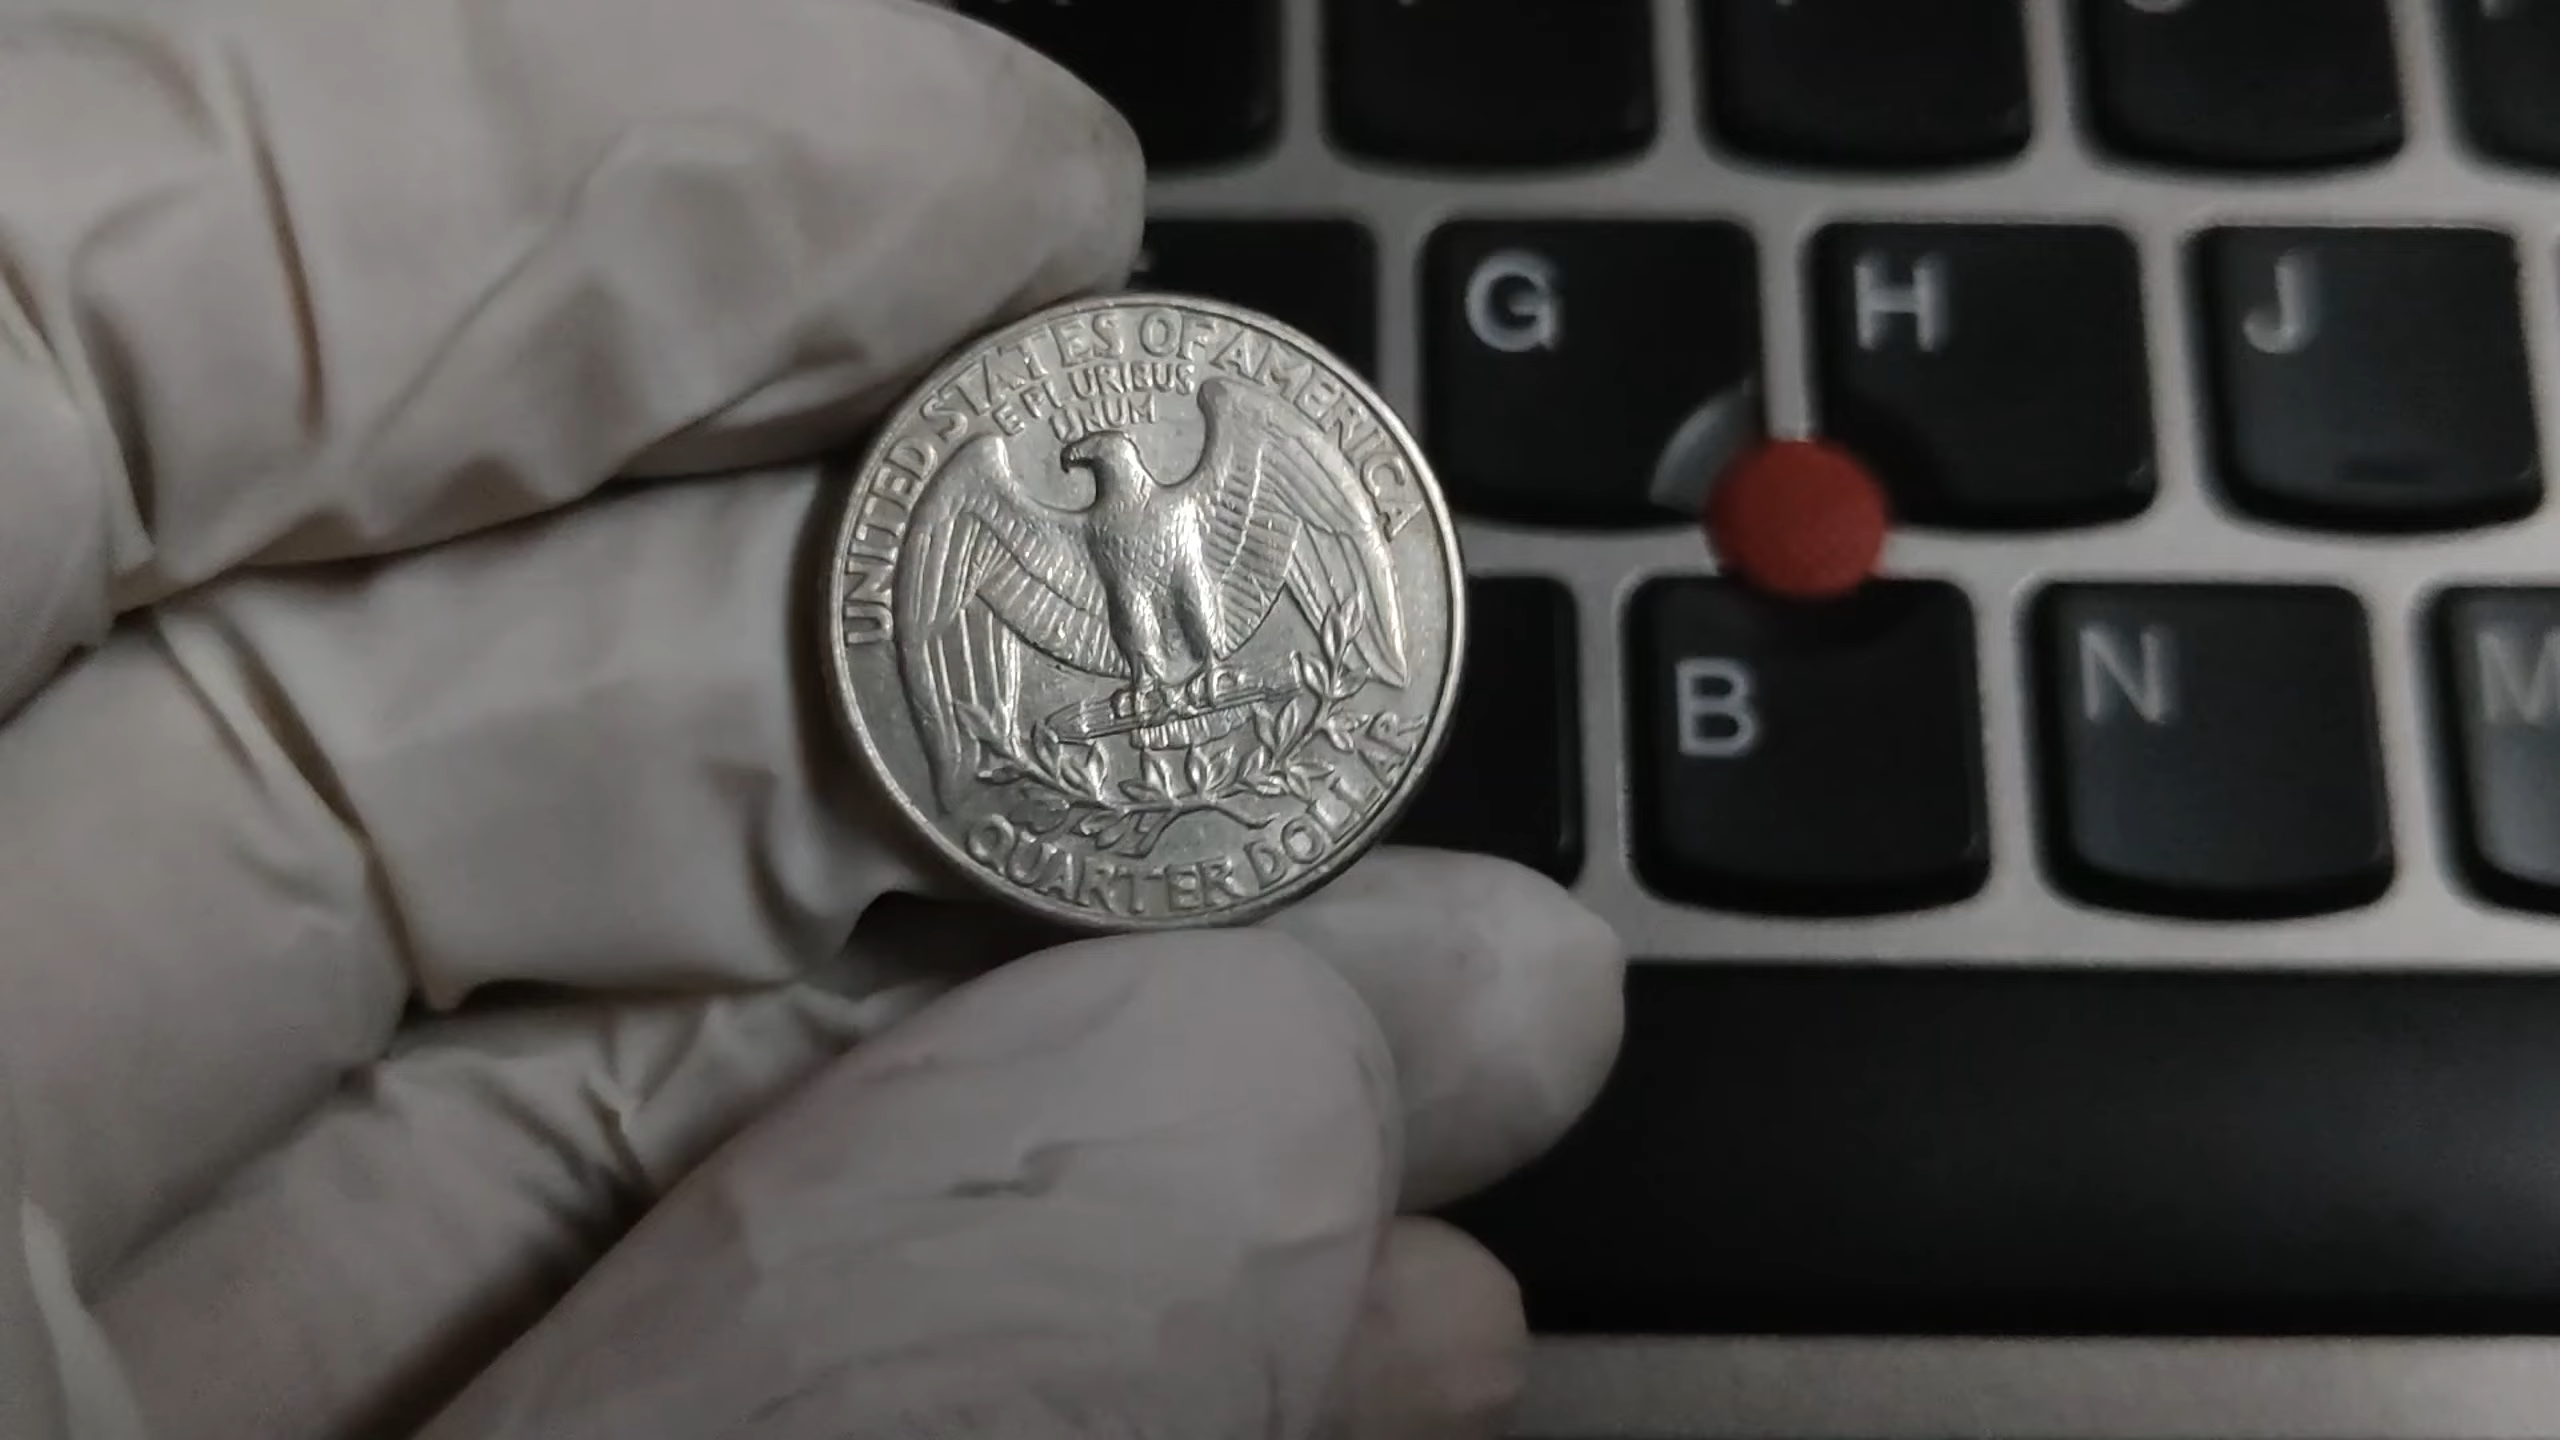 UNITED STATES OF AMERICA
E PLURIBUS
UNUM
QUARTER DOLLAR
G H J
B N M